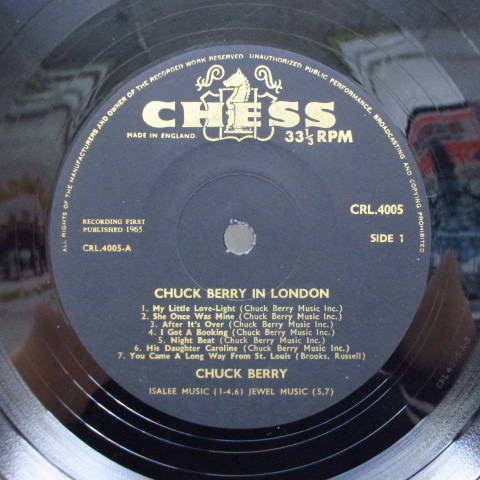 ALL RIGHTS OF THE MANUFACTURERS AND OWNER OF THE RECORDED WORK RESERVED. UNAUTHORIZED PUBLIC PERFORMANCE, BROADCASTING AND COPYING PROHIBITED
CHESS
MADE IN ENGLAND
33⅓ RPM
CRL.4005
RECORDING FIRST
PUBLISHED 1965
SIDE 1
CRL.4005-A
CHUCK BERRY IN LONDON
1. My Little Love-Light (Chuck Berry Music Inc.)
2. She Once Was Mine (Chuck Berry Music Inc.)
3. After It's Over (Chuck Berry Music Inc.)
4. I Got A Booking (Chuck Berry Music Inc.)
5. Night Beat (Chuck Berry Music Inc.)
6. His Daughter Caroline (Chuck Berry Music Inc.)
7. You Came A Long Way From St. Louis (Brooks, Russell)
CHUCK BERRY
ISALEE MUSIC (1-4,6) JEWEL MUSIC (5,7)